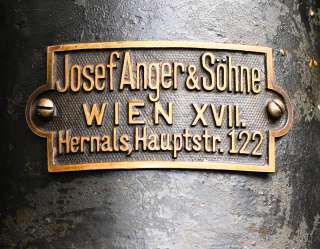 Josef Anger & Söhne
WIEN XVII.
Hernals, Hauptstr. 122